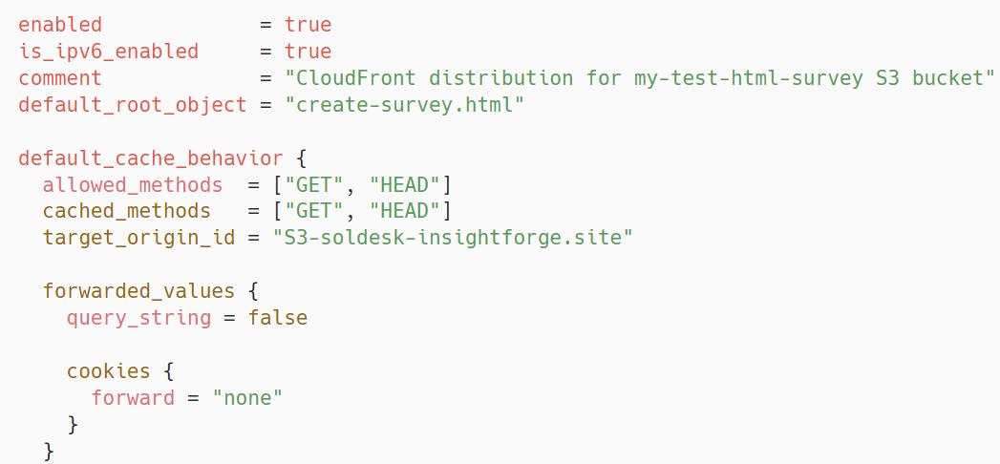 enabled             = true
is_ipv6_enabled     = true
comment             = "CloudFront distribution for my-test-html-survey S3 bucket"
default_root_object = "create-survey.html"

default_cache_behavior {
  allowed_methods  = ["GET", "HEAD"]
  cached_methods   = ["GET", "HEAD"]
  target_origin_id = "S3-soldesk-insightforge.site"

  forwarded_values {
    query_string = false

    cookies {
      forward = "none"
    }
  }